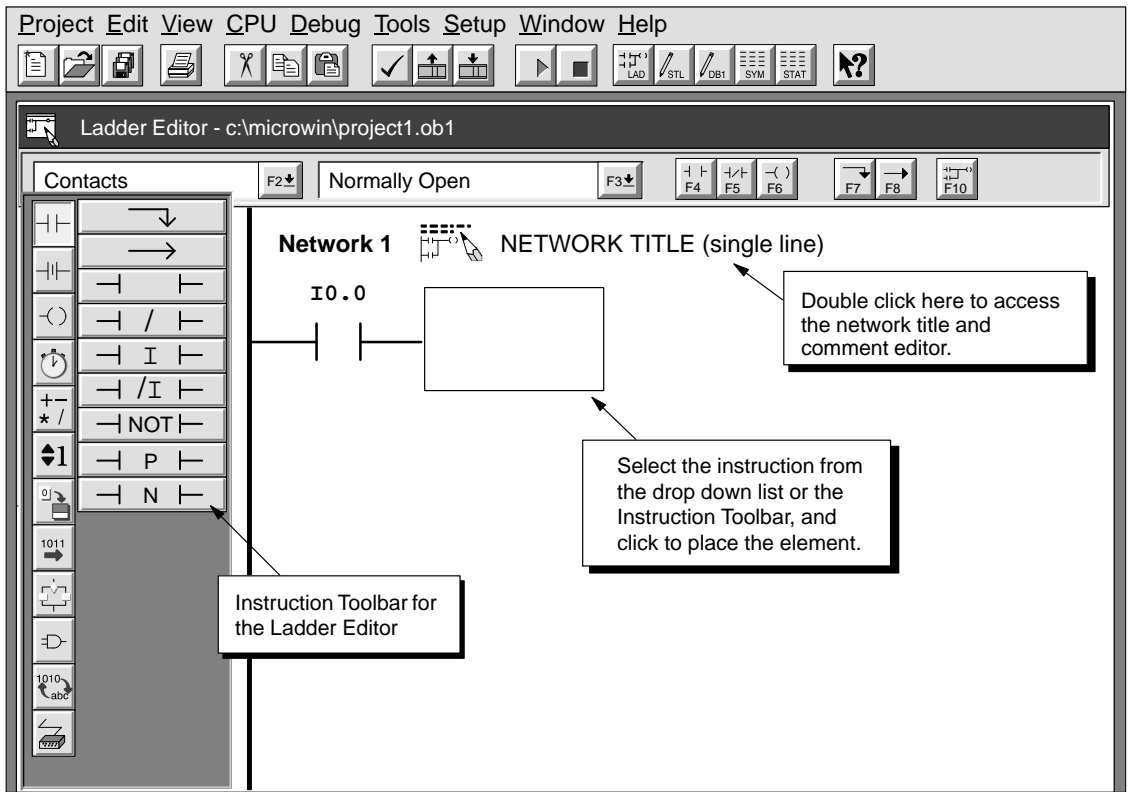 Project Edit View CPU Debug Tools Setup Window Help
LAD STL DB1 SYM STAT ?
Ladder Editor - c:\microwin\project1.ob1
Contacts F2 Normally Open F3 F4 F5 F6 F7 F8 F10
Network 1 NETWORK TITLE (single line)
I0.0
Double click here to access
the network title and
comment editor.
/
I
/I
+−
* /
NOT
1
P
N
Select the instruction from
the drop down list or the
Instruction Toolbar, and
click to place the element.
0
1011
Instruction Toolbar for
the Ladder Editor
1010
abc